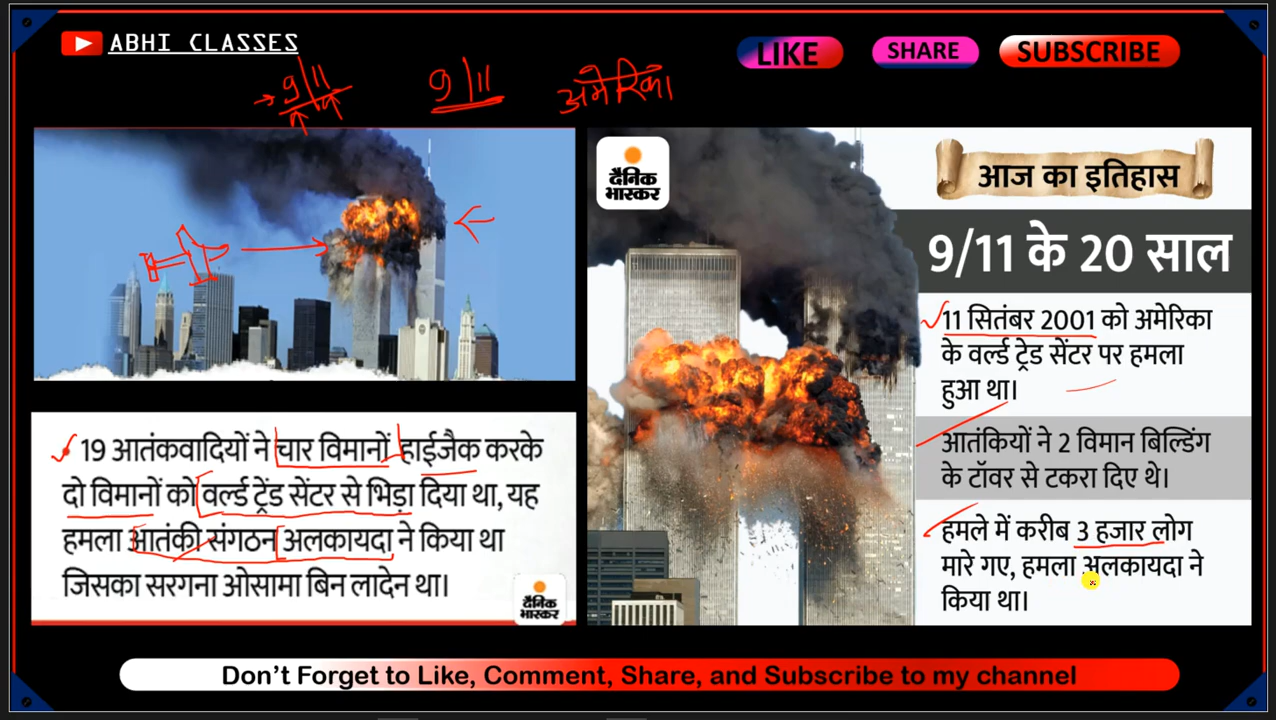 ABHI CLASSES
LIKE
SHARE
SUBSCRIBE
9/11
9/11
अमेरिका
दैनिक
भास्कर
आज का इतिहास
9/11 के 20 साल
11 सितंबर 2001 को अमेरिका
के वर्ल्ड ट्रेड सेंटर पर हमला
हुआ था।
आतंकियों ने 2 विमान बिल्डिंग
के टॉवर से टकरा दिए थे।
हमले में करीब 3 हजार लोग
मारे गए, हमला अलकायदा ने
किया था।
19 आतंकवादियों ने चार विमानों हाईजैक करके
दो विमानों को वर्ल्ड ट्रेंड सेंटर से भिड़ा दिया था, यह
हमला आतंकी संगठन अलकायदा ने किया था
जिसका सरगना ओसामा बिन लादेन था।
दैनिक
भास्कर
Don't Forget to Like, Comment, Share, and Subscribe to my channel